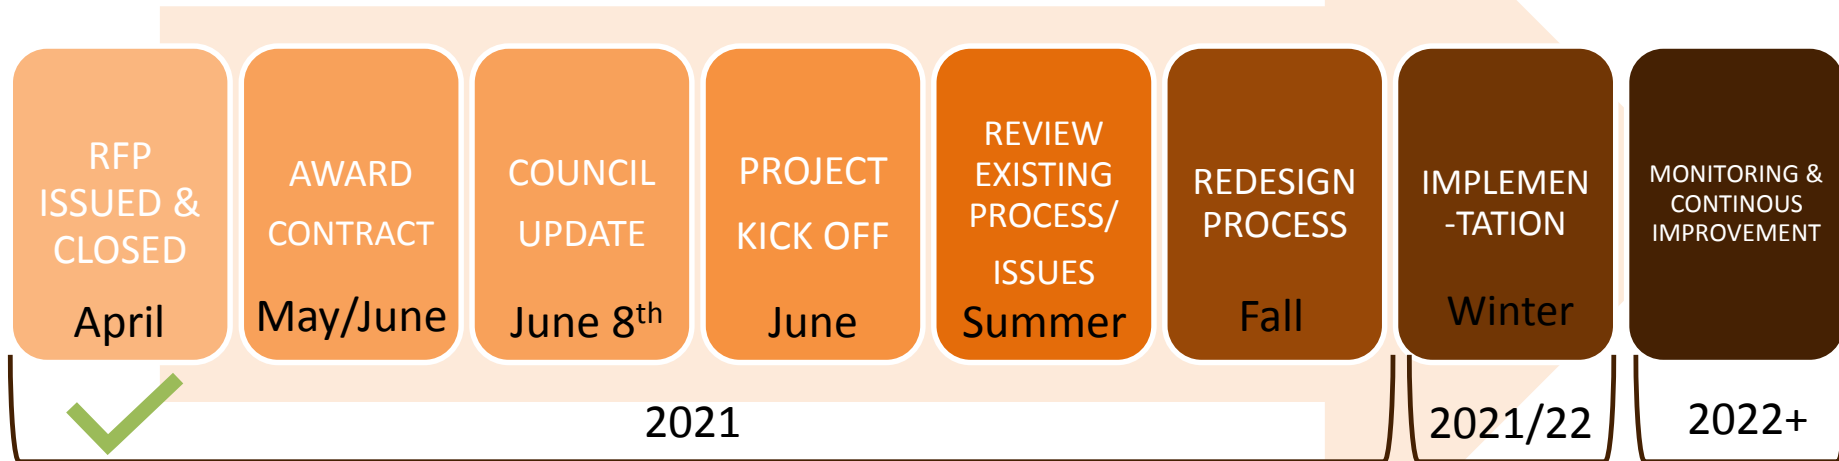 RFP
ISSUED &
CLOSED
April
AWARD
CONTRACT
May/June
COUNCIL
UPDATE
June 8th
PROJECT
KICK OFF
June
REVIEW
EXISTING
PROCESS/
ISSUES
Summer
REDESIGN
PROCESS
Fall
IMPLEMEN
-TATION
Winter
MONITORING &
CONTINOUS
IMPROVEMENT
2021
2021/22
2022+